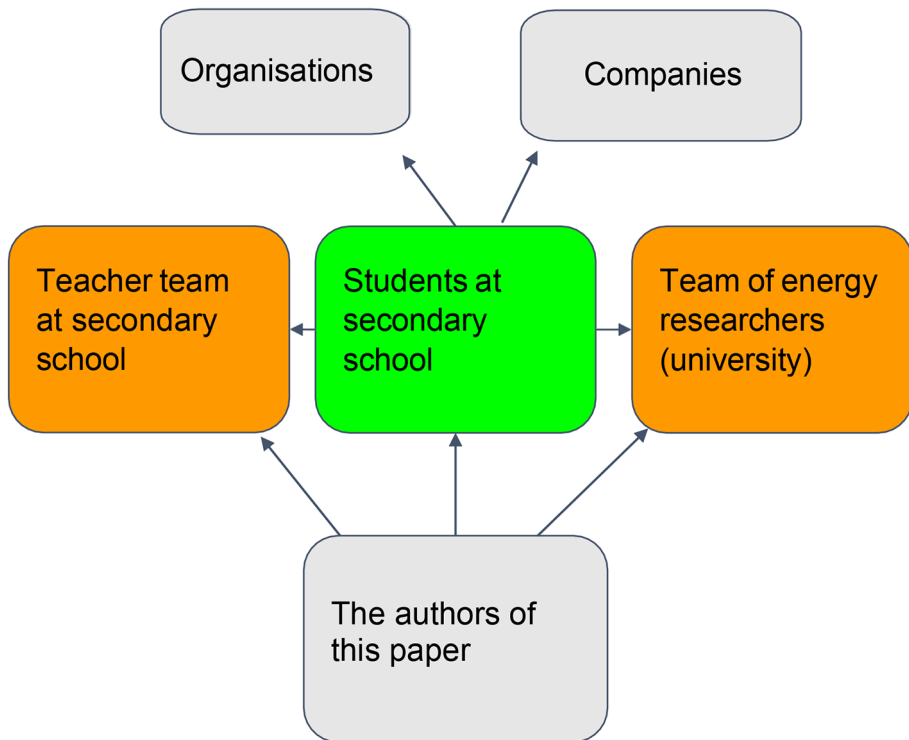 Organisations
Companies
Teacher team
at secondary
school
Students at
secondary
school
Team of energy
researchers
(university)
The authors of
this paper